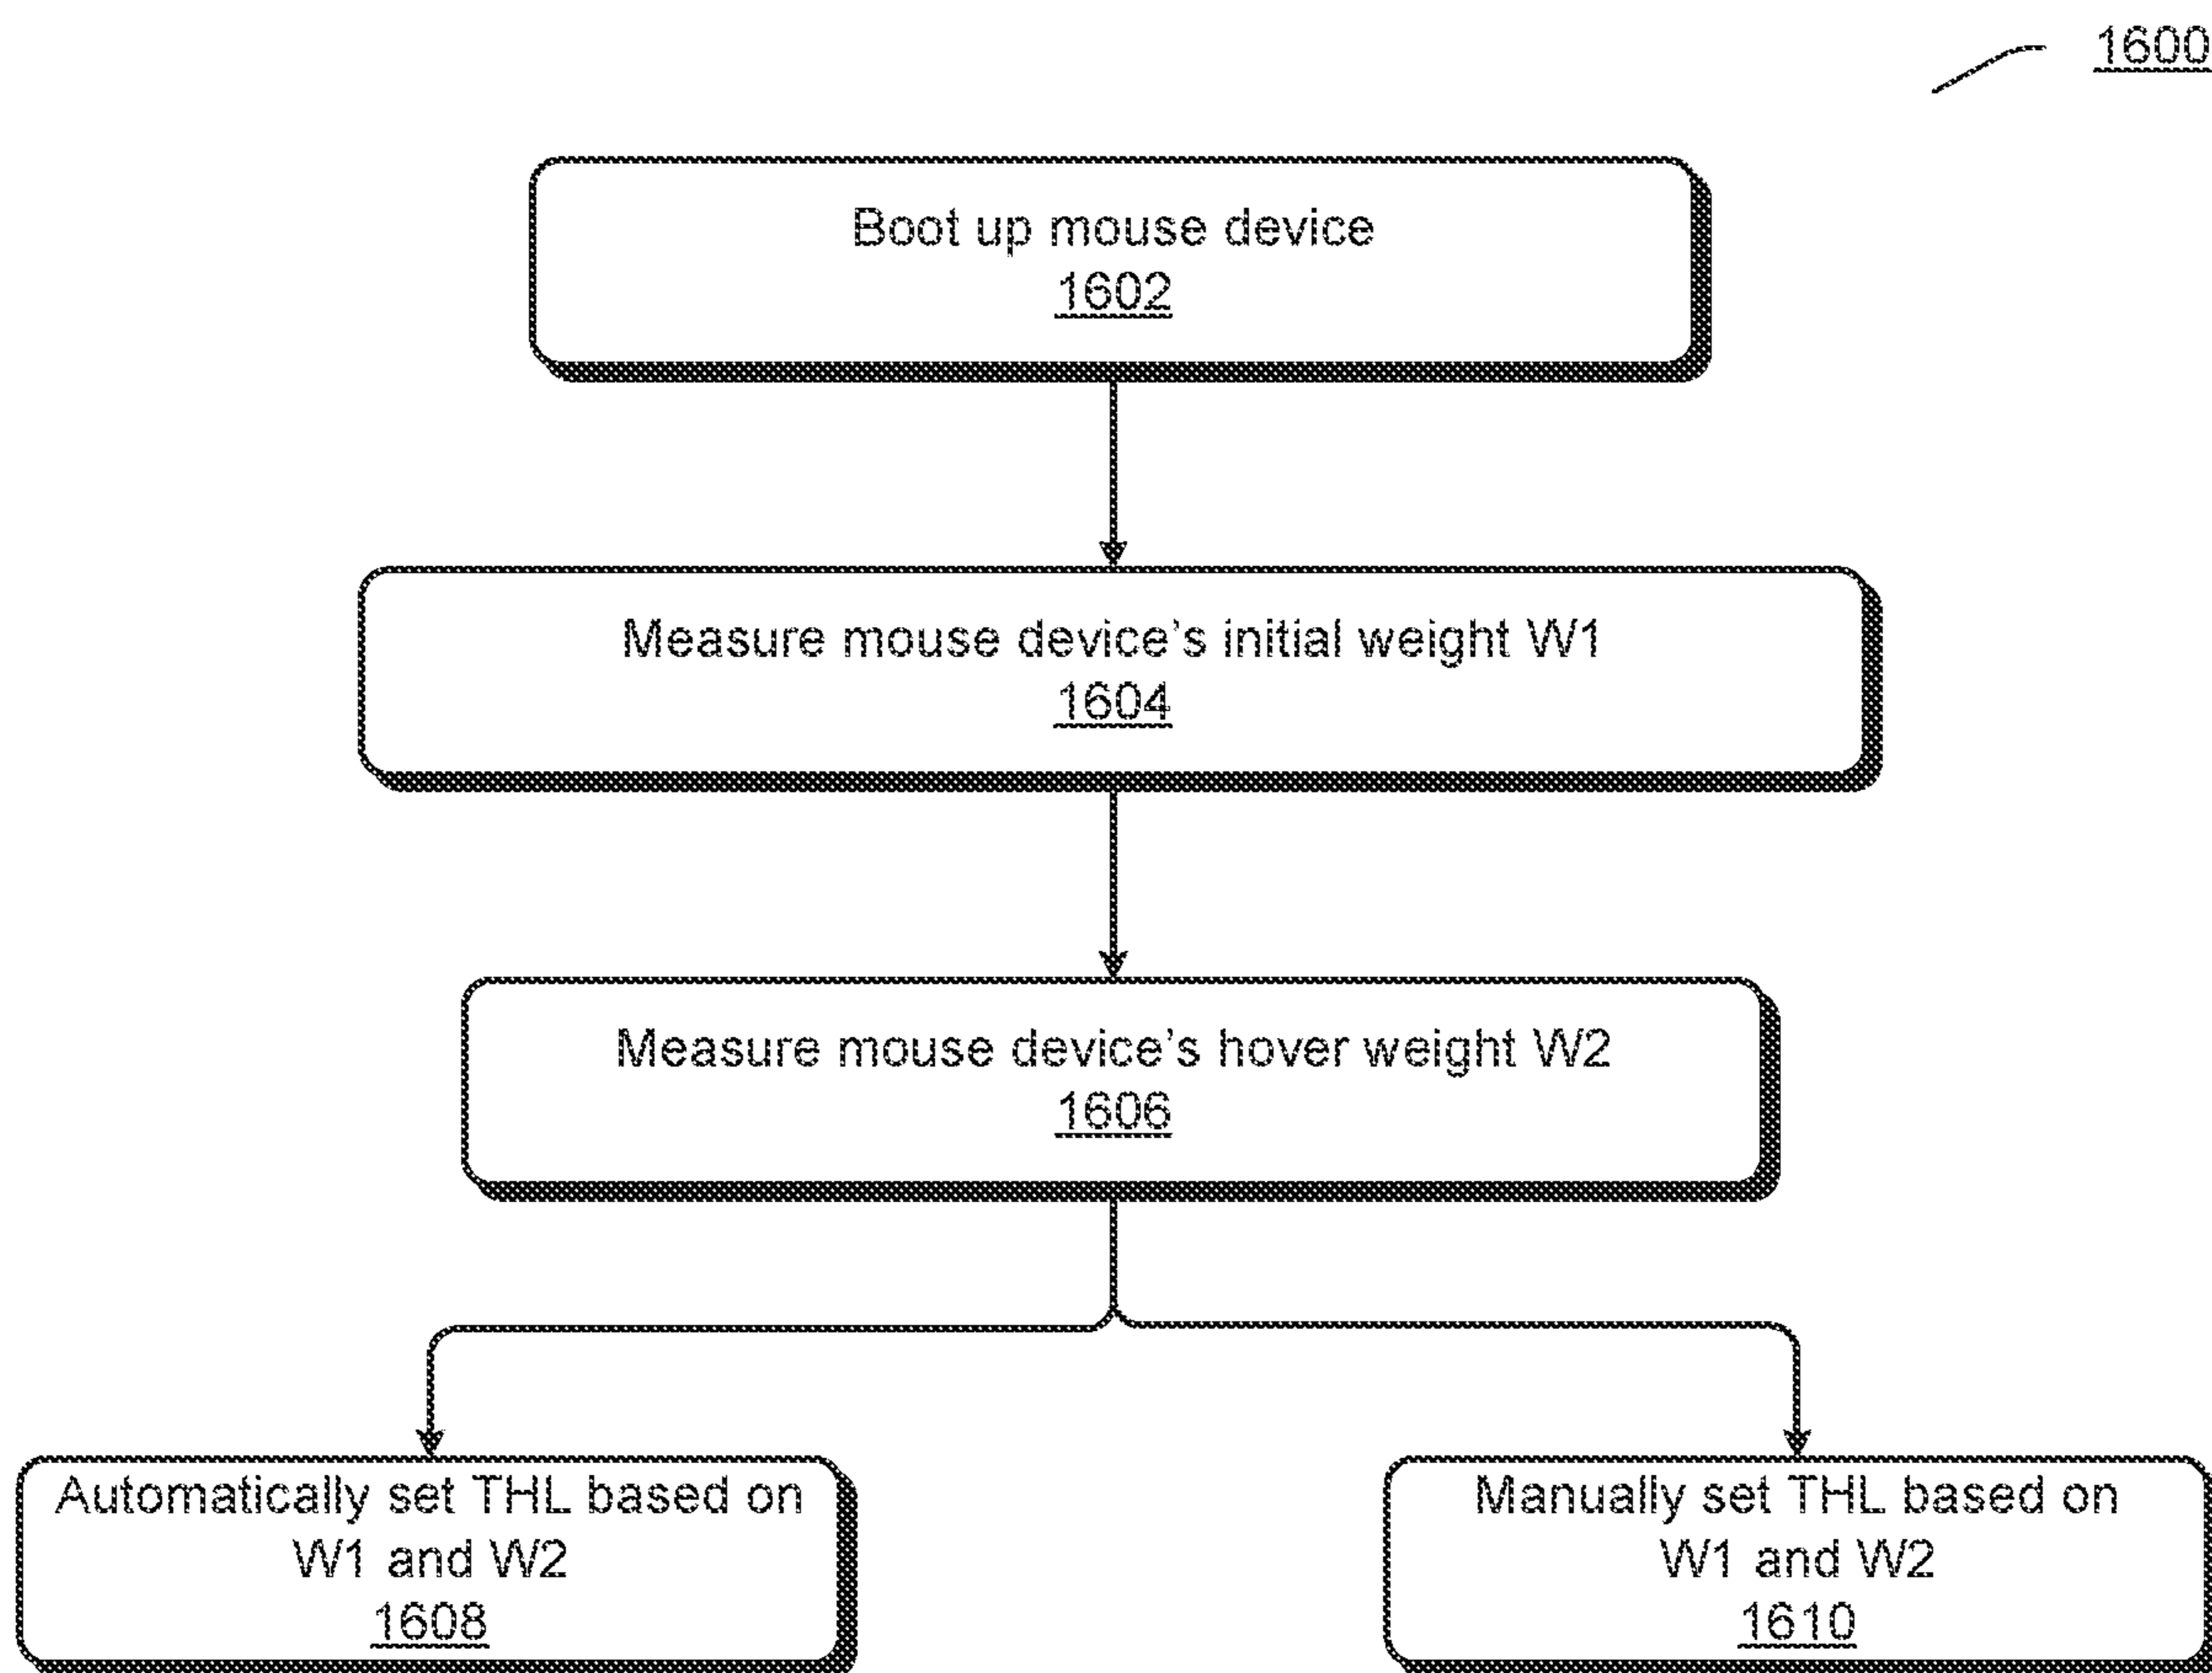 1600
Boot up mouse device
1602
Measure mouse device's initial weight W1
1604
Measure mouse device's hover weight W2
1606
Automatically set THL based on
W1 and W2
1608
Manually set THL based on
W1 and W2
1610